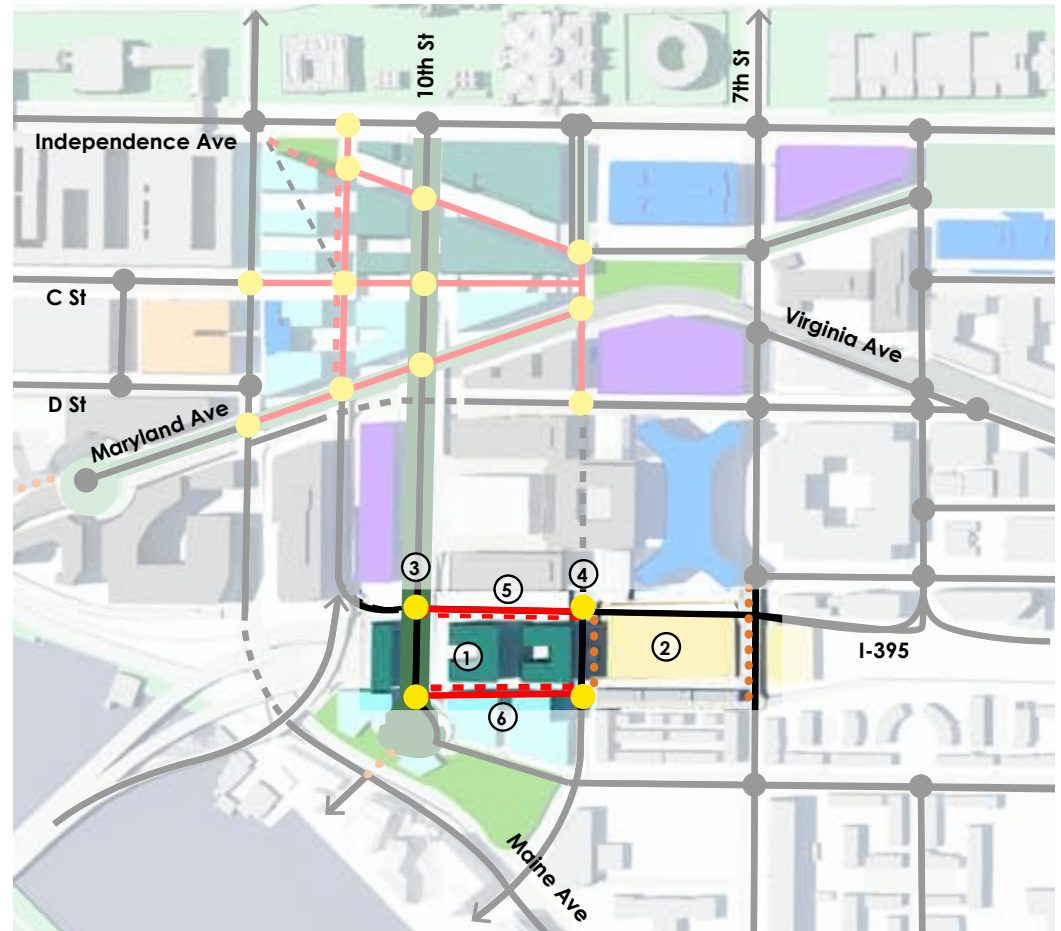 10th St
7th St
Independence Ave
C St
Virginia Ave
D St
Maryland Ave
3
4
5
1
2
I-395
6
Maine Ave